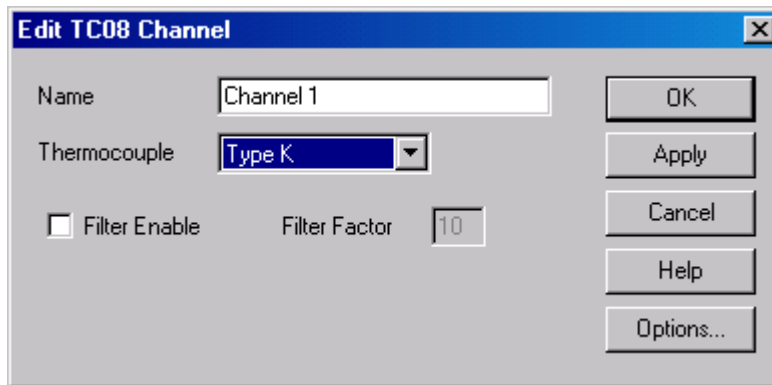 Edit TC08 Channel
Name
Channel 1
OK
Thermocouple
Type K
Apply
Filter Enable
Filter Factor
10
Cancel
Help
Options...